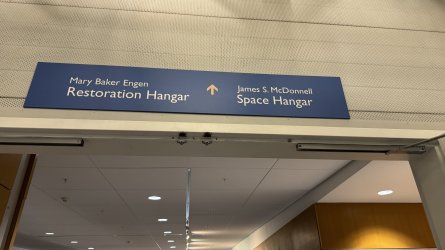 Mary Baker Engen
Restoration Hangar
↑
James S. McDonnell
Space Hangar